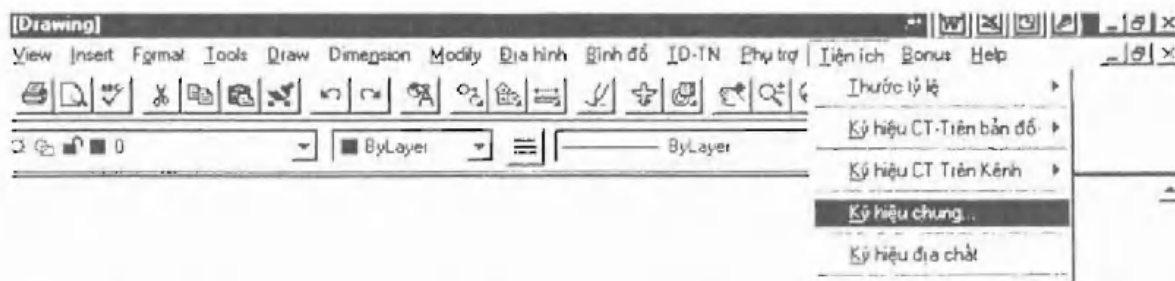 [Drawing]
View Insert Format Tools Draw Dimension Modify Địa hình Bình đồ TD-TN Phụ trợ Tiện ích Bonus Help
Thước tỷ lệ
0 ByLayer ByLayer
Ký hiệu CT-Trên bản đồ
Ký hiệu CT Trên Kênh
Ký hiệu chung...
Ký hiệu địa chất